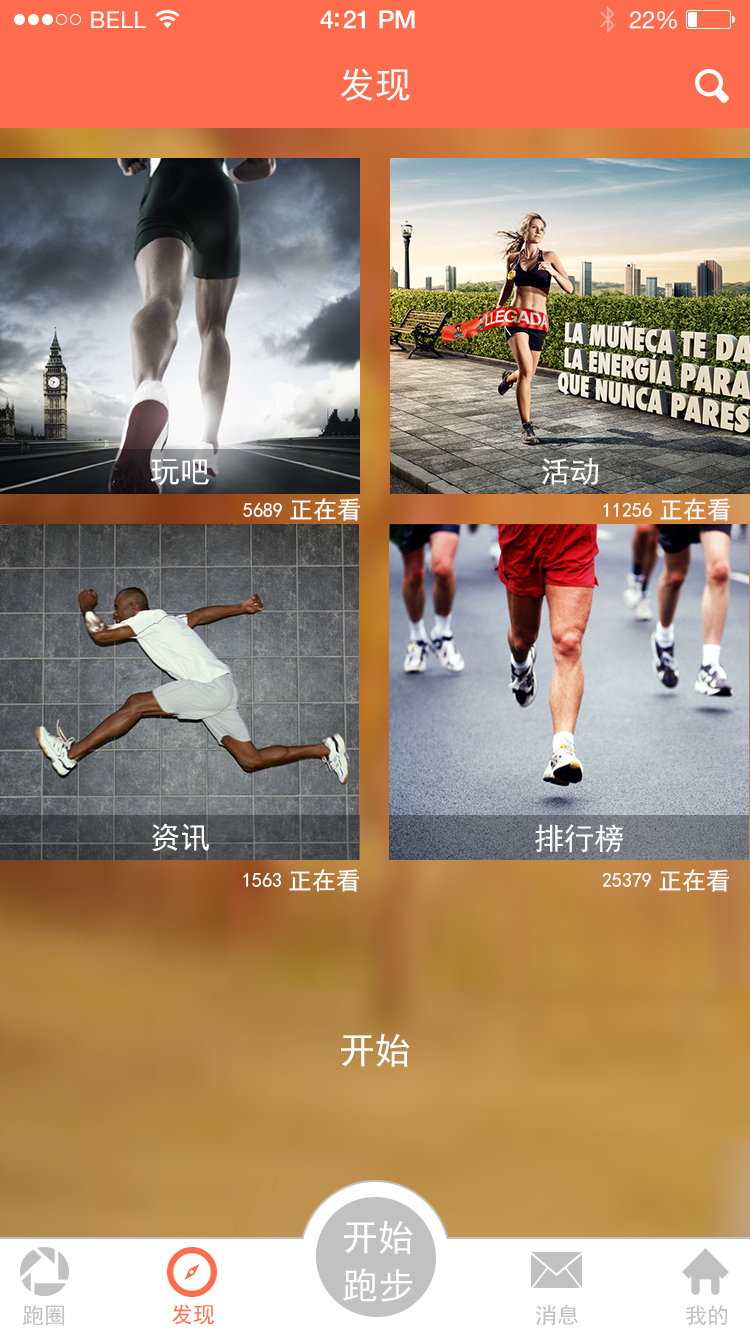 BELL 4:21 PM 22%
发现
LLEGADA
LA MUÑECA TE DA
LA ENERGÍA PARA
QUE NUNCA PARES
玩吧
活动
5689 正在看
11256 正在看
资讯
排行榜
1563 正在看
25379 正在看
开始
开始
跑步
跑圈
发现
消息
我的